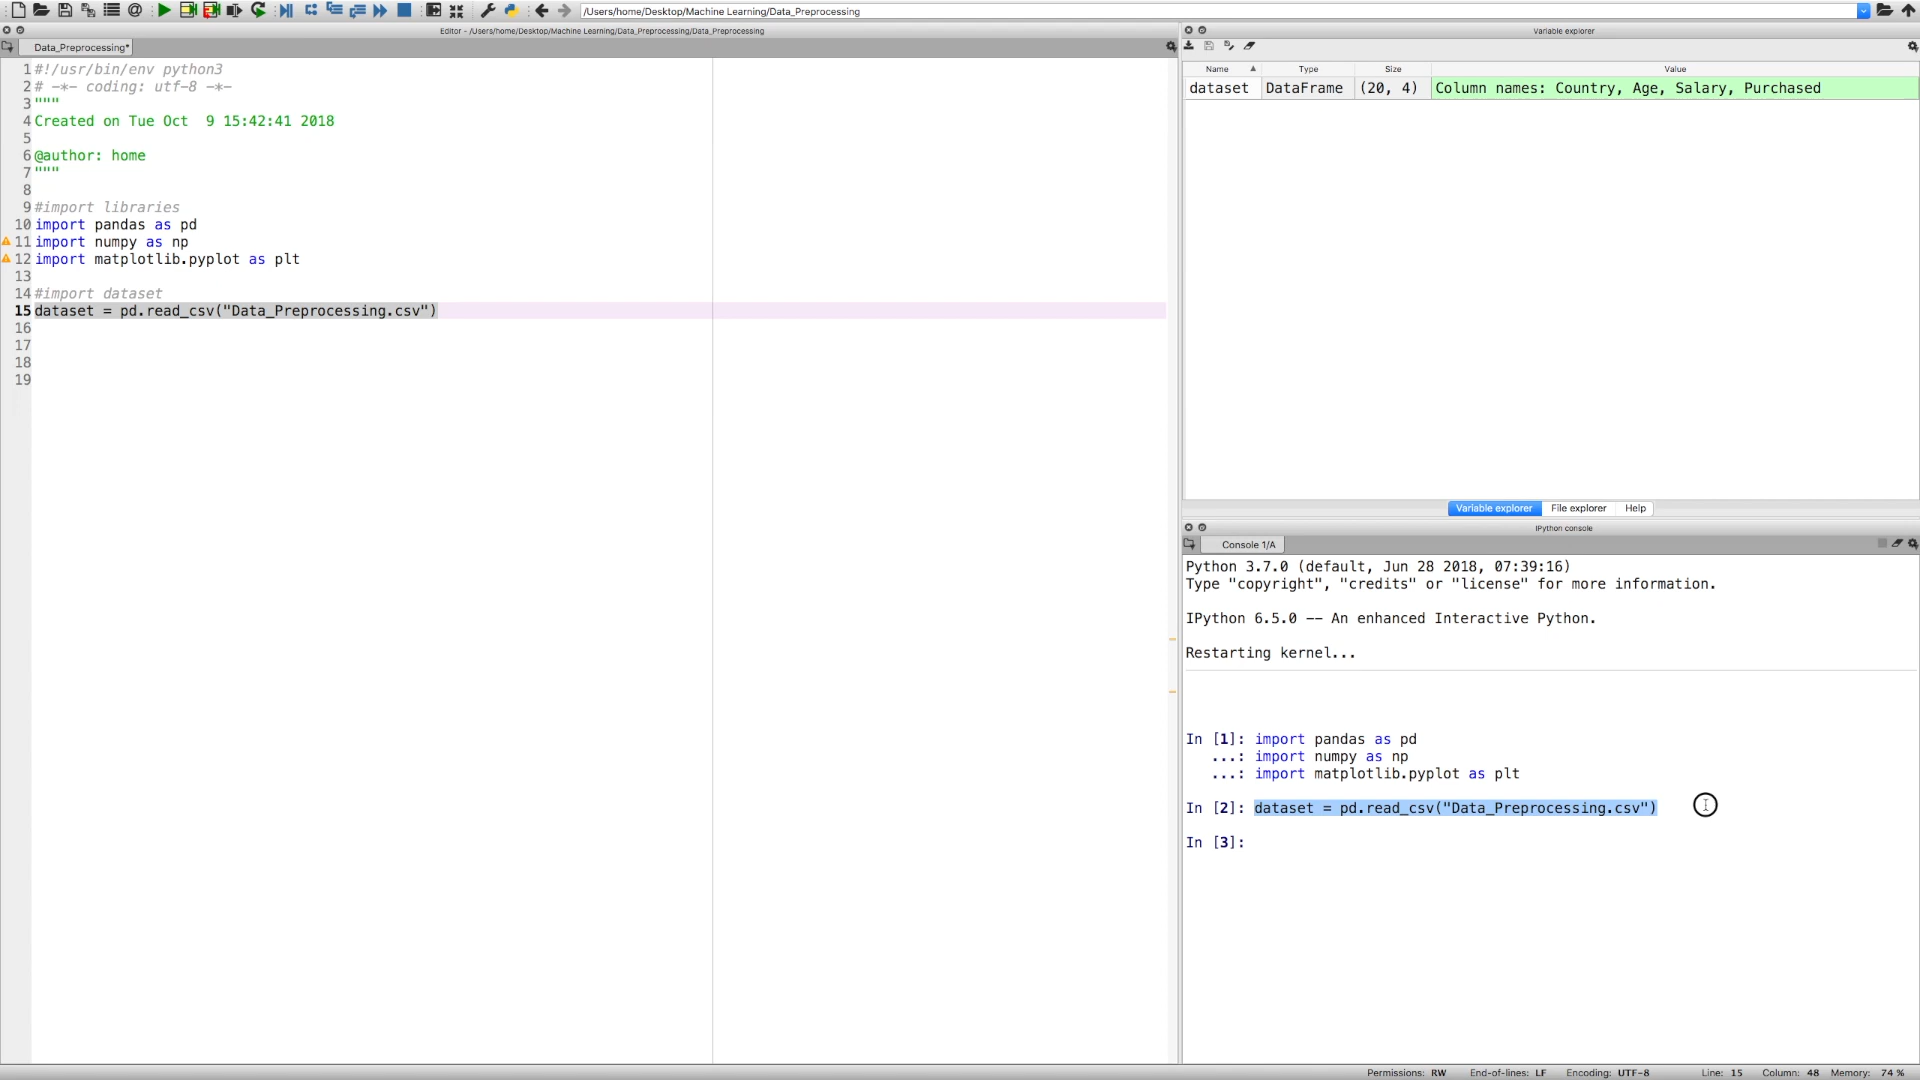 /Users/home/Desktop/Machine Learning/Data_Preprocessing
Editor - /Users/home/Desktop/Machine Learning/Data_Preprocessing/Data_Preprocessing
Data_Preprocessing*
1 #!/usr/bin/env python3
2 # -*- coding: utf-8 -*-
3 """
4 Created on Tue Oct  9 15:42:41 2018
5
6 @author: home
7 """
8
9 #import libraries
10 import pandas as pd
11 import numpy as np
12 import matplotlib.pyplot as plt
13
14 #import dataset
15 dataset = pd.read_csv("Data_Preprocessing.csv")
16
17
18
19
Variable explorer
Name Type Size Value
dataset DataFrame (20, 4) Column names: Country, Age, Salary, Purchased
Variable explorer File explorer Help
IPython console
Console 1/A
Python 3.7.0 (default, Jun 28 2018, 07:39:16)
Type "copyright", "credits" or "license" for more information.
IPython 6.5.0 -- An enhanced Interactive Python.
Restarting kernel...
In [1]: import pandas as pd
...: import numpy as np
...: import matplotlib.pyplot as plt
In [2]: dataset = pd.read_csv("Data_Preprocessing.csv")
In [3]:
Permissions: RW End-of-lines: LF Encoding: UTF-8 Line: 15 Column: 48 Memory: 74 %